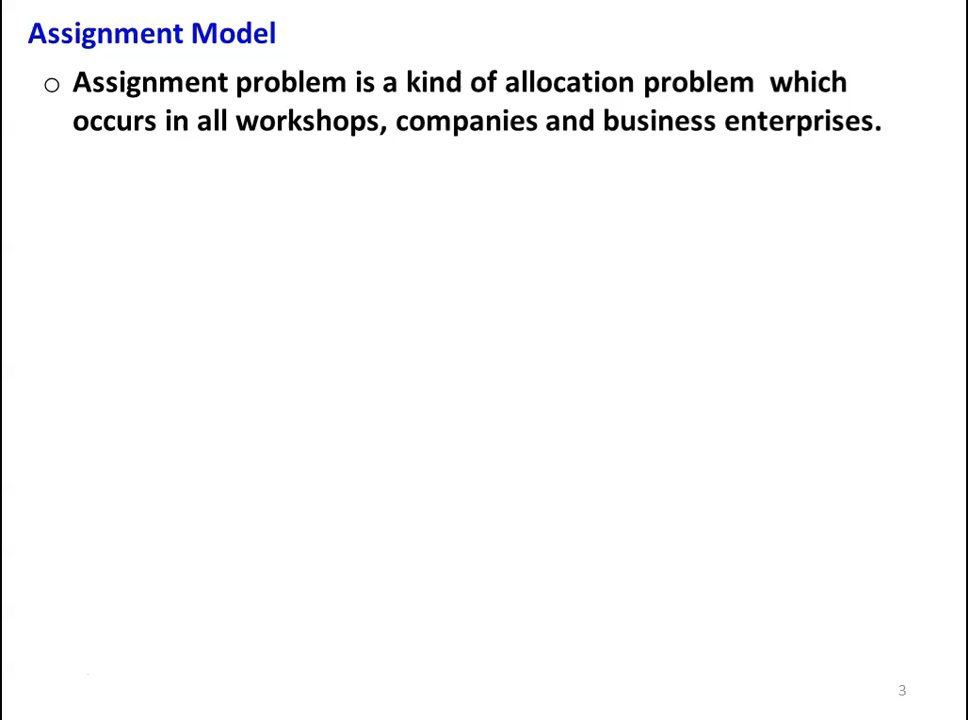 Assignment Model
○ Assignment problem is a kind of allocation problem which
occurs in all workshops, companies and business enterprises.
3